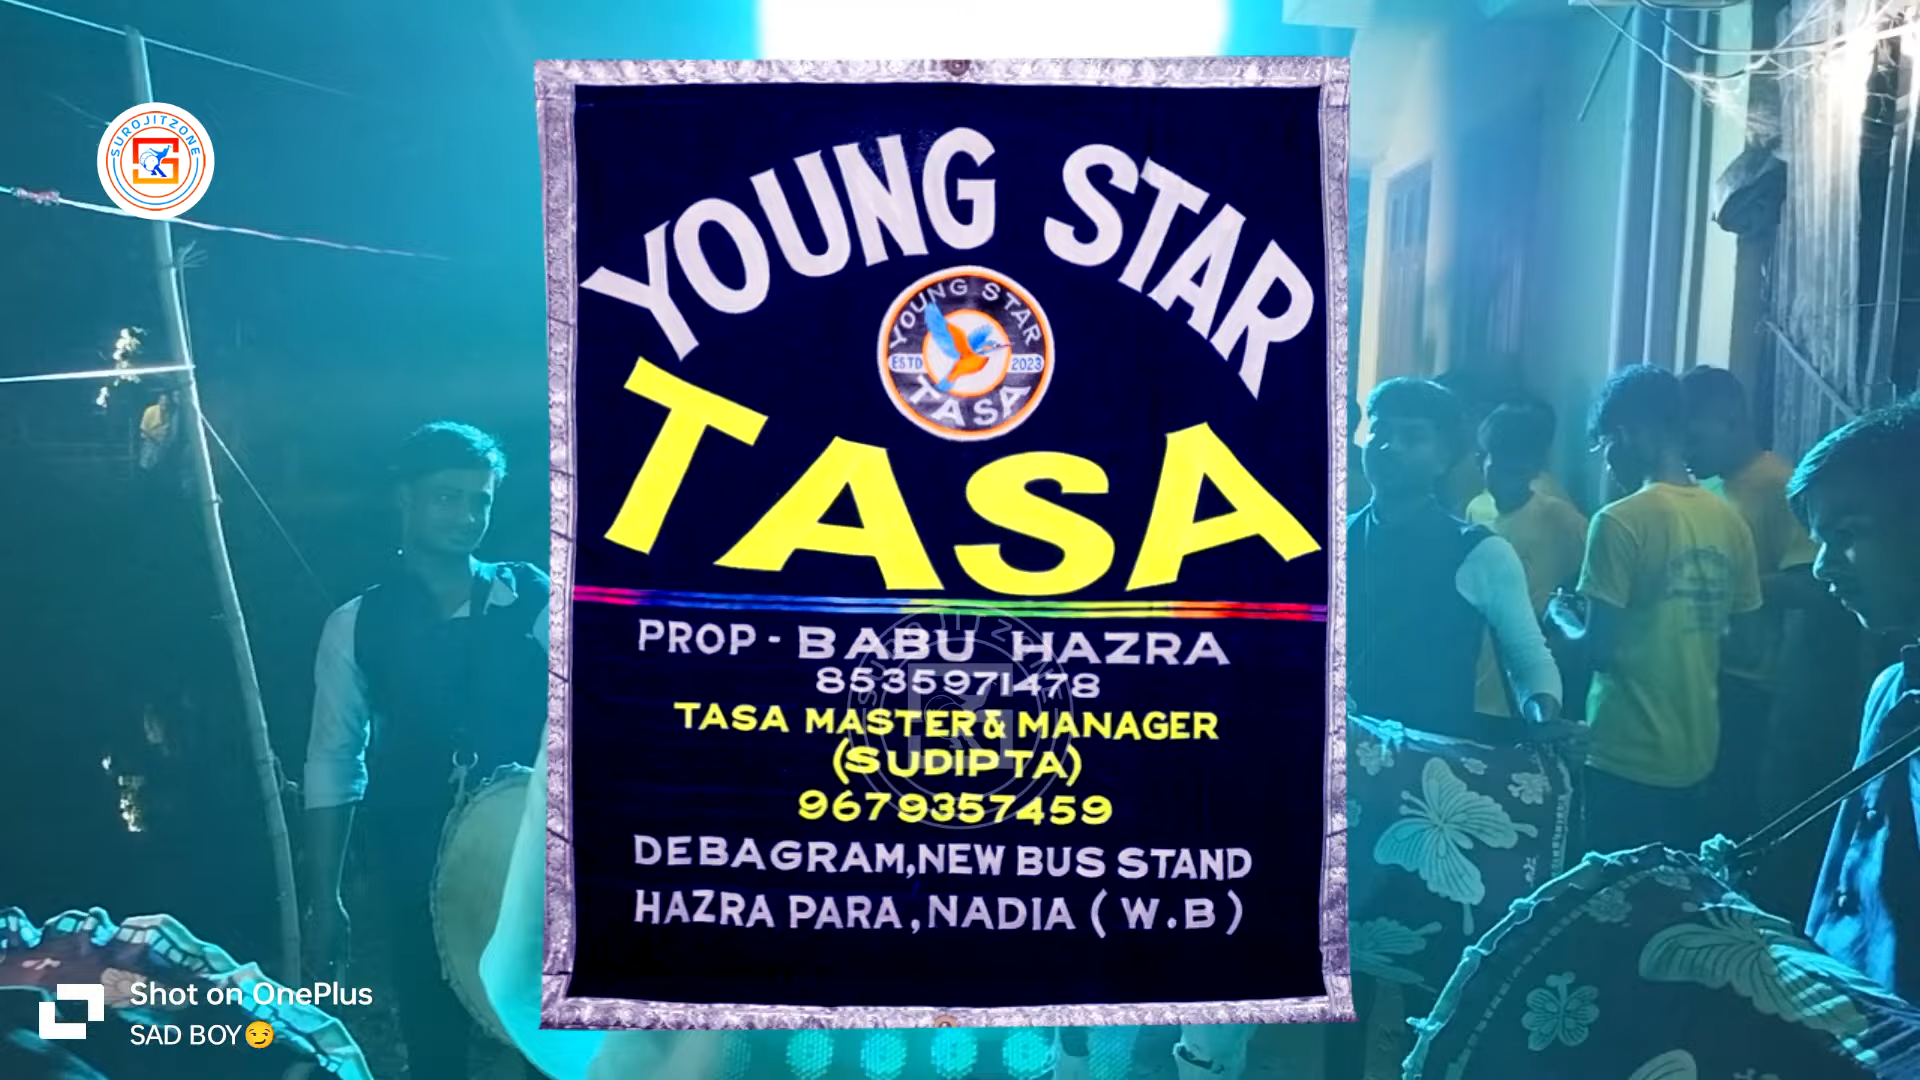 SUROJITZONE
YOUNG STAR
YOUNG STAR
ESTD 2023
TASA
TASA
PROP - BABU HAZRA
8535971478
TASA MASTER & MANAGER
(SUDIPTA)
9679357459
DEBAGRAM, NEW BUS STAND
HAZRA PARA, NADIA ( W.B )
SUROJITZONE
Shot on OnePlus
SAD BOY😏